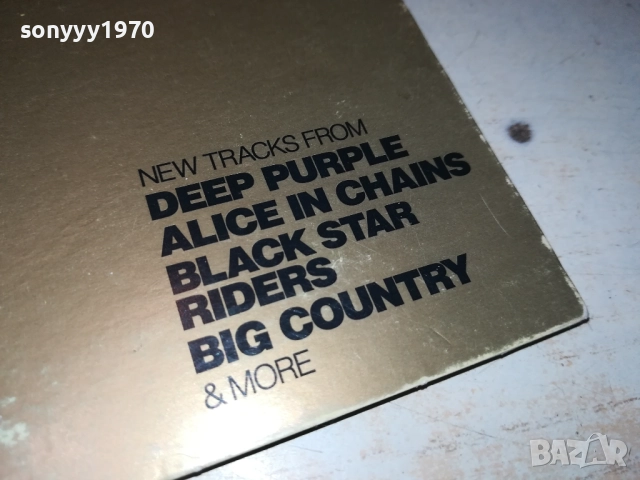 sonyyy1970
NEW TRACKS FROM
DEEP PURPLE
ALICE IN CHAINS
BLACK STAR
RIDERS
BIG COUNTRY
& MORE
BAZAR